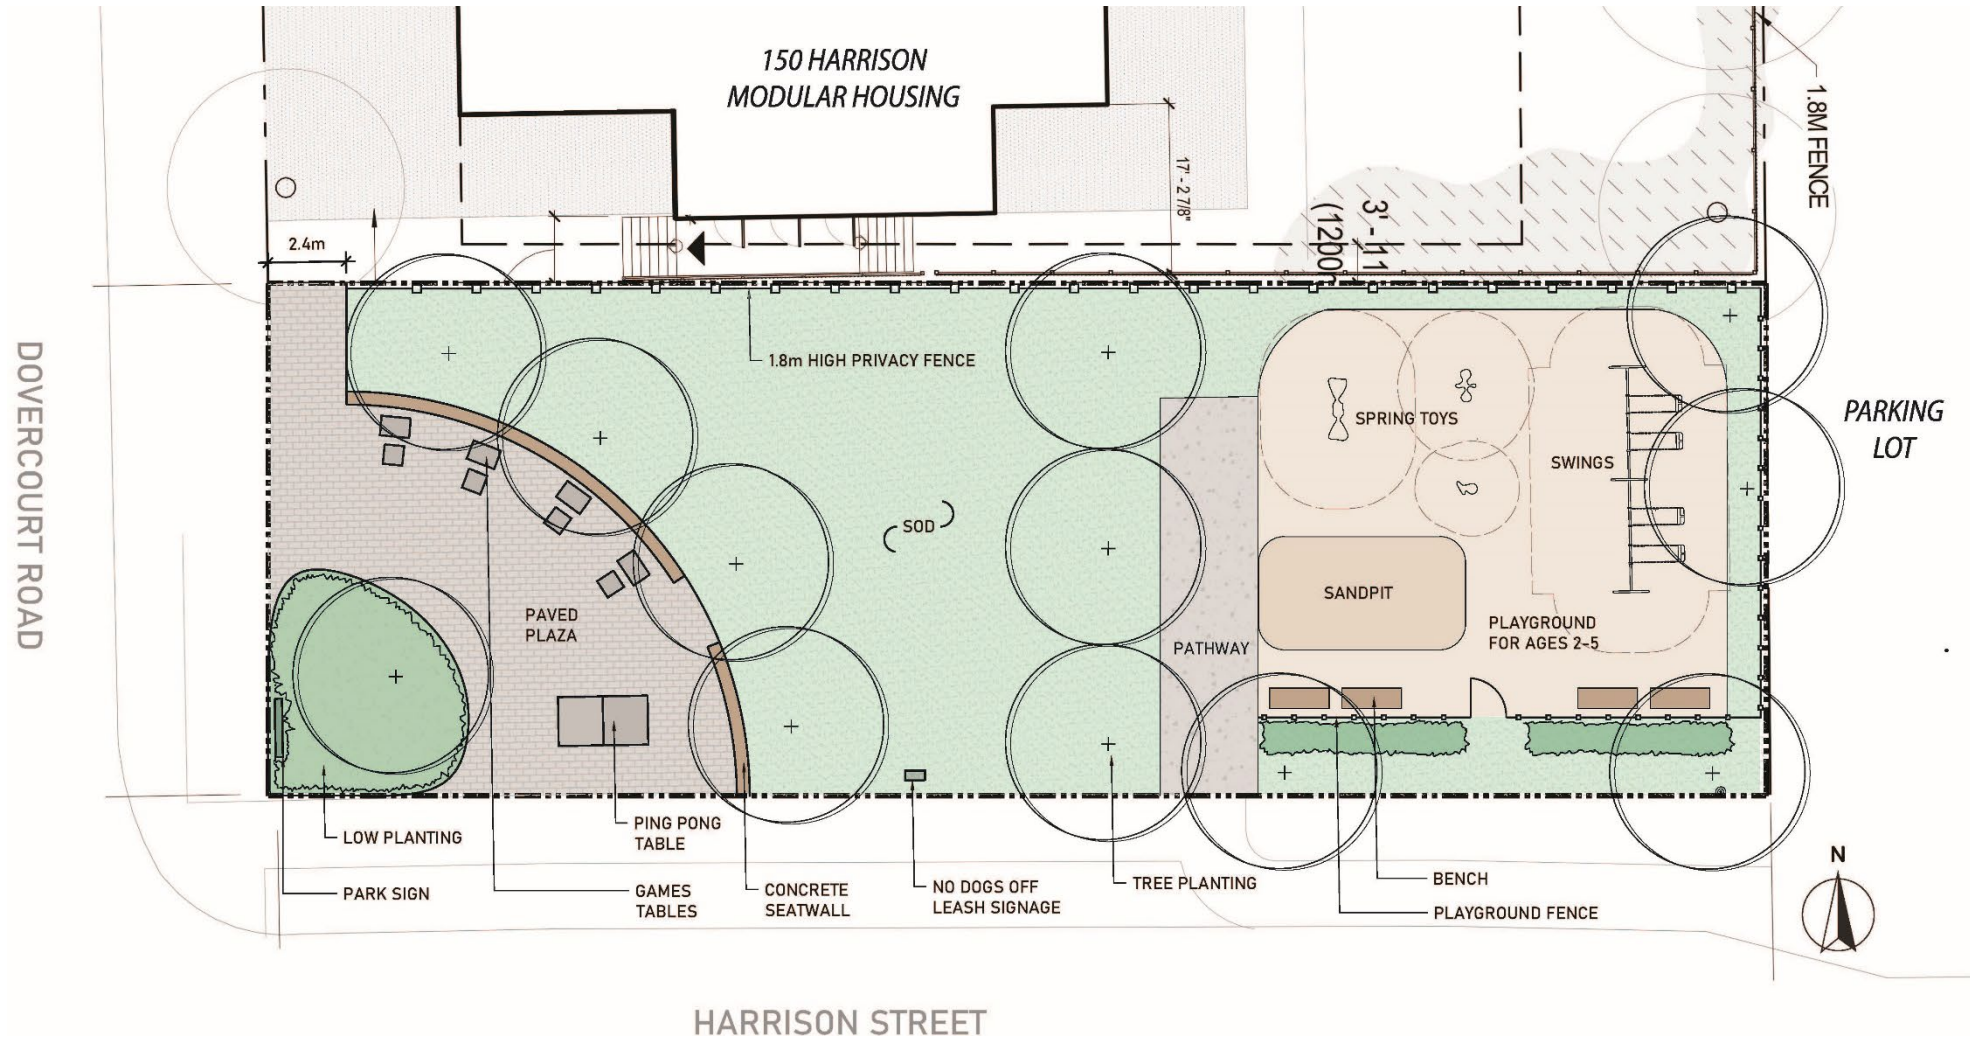 150 HARRISON
MODULAR HOUSING
1.8M FENCE
17' - 2 7/8"
3' - 11
2.4m
1.8m HIGH PRIVACY FENCE
DOVERCOURT ROAD
PARKING
LOT
SPRING TOYS
SWINGS
SOD
SANDPIT
PAVED
PLAZA
PLAYGROUND
FOR AGES 2-5
PATHWAY
LOW PLANTING
PING PONG
TABLE
PARK SIGN
GAMES
TABLES
CONCRETE
SEATWALL
NO DOGS OFF
LEASH SIGNAGE
TREE PLANTING
BENCH
PLAYGROUND FENCE
N
HARRISON STREET